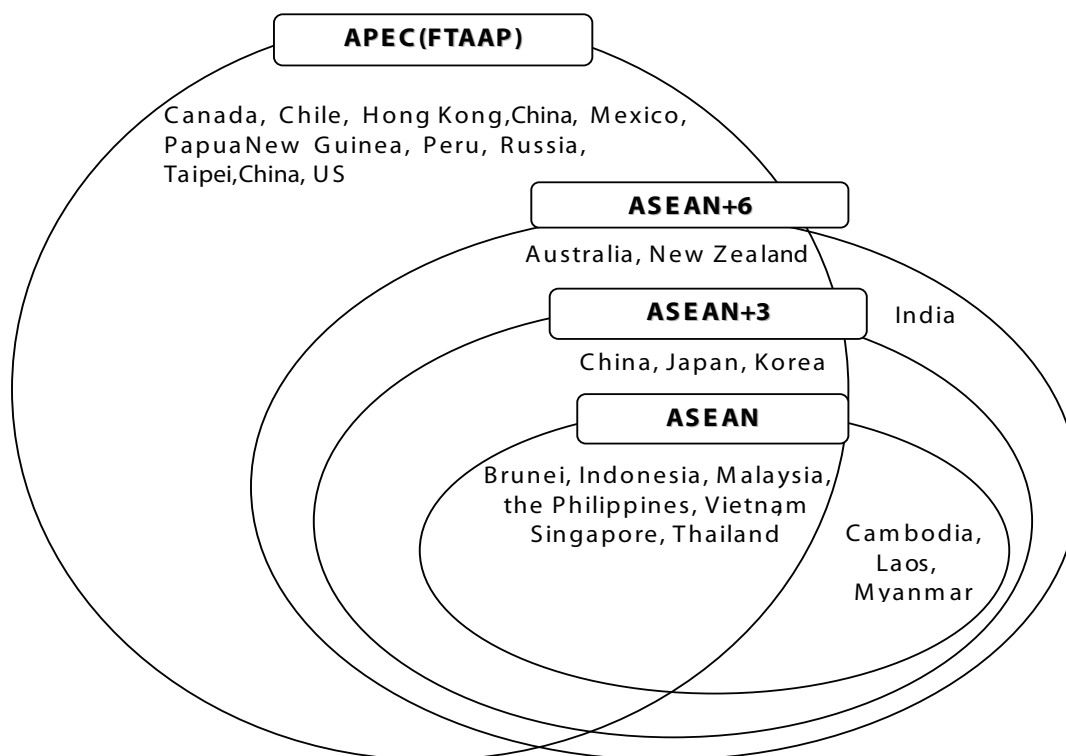 APEC(FTAAP)
Canada, Chile, Hong Kong,China, Mexico,
PapuaNew Guinea, Peru, Russia,
Taipei,China, US
ASEAN+6
Australia, New Zealand
ASEAN+3
India
China, Japan, Korea
ASEAN
Brunei, Indonesia, Malaysia,
the Philippines, Vietnam,
Singapore, Thailand
Cambodia,
Laos,
Myanmar